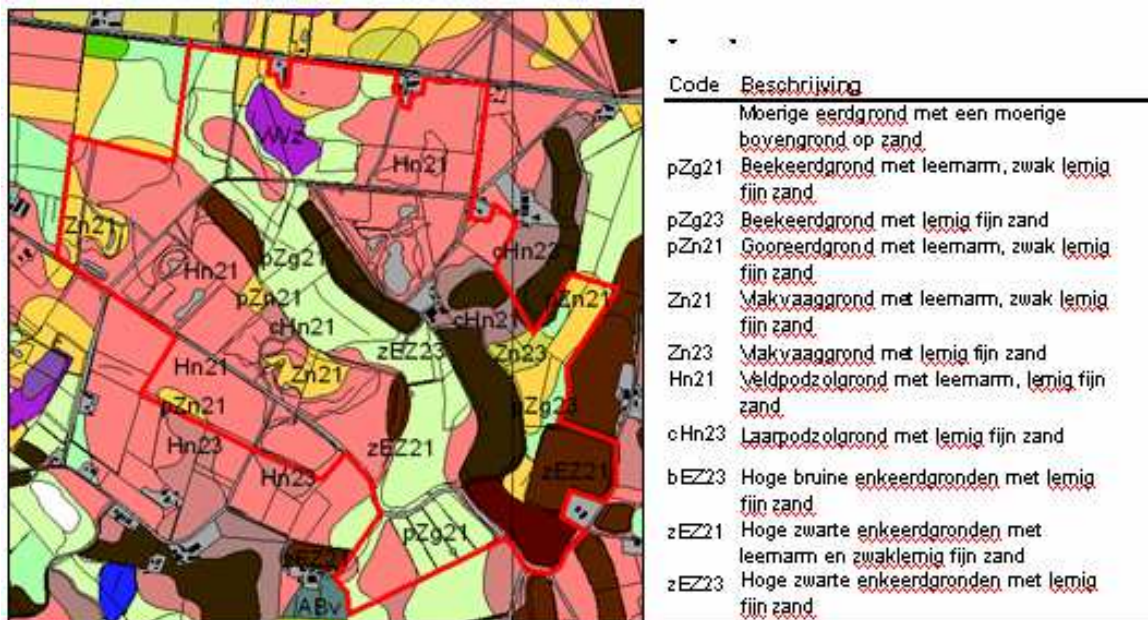 vWz
Hn21
Zn21
cHn23
pZg21
Hn21
pZn21
pZn21
cHn21
cHn21
zEZ23
Zn23
Hn21
Zn21
pZn21
pZg23
Hn23
zEZ21
Hn23
zEZ21
pZg21
ABv
Code Beschrijving
Moerige eerdgrond met een moerige
bovengrond op zand
pZg21 Beekeerdgrond met leemarm, zwak lemig
fijn zand
pZg23 Beekeerdgrond met lemig fijn zand
pZn21 Gooreerdgrond met leemarm, zwak lemig
fijn zand
Zn21 Vlakvaaggrond met leemarm, zwak lemig
fijn zand
Zn23 Vlakvaaggrond met lemig fijn zand
Hn21 Veldpodzolgrond met leemarm, lemig fijn
zand
cHn23 Laarpodzolgrond met lemig fijn zand
bEZ23 Hoge bruine enkeerdgronden met lemig
fijn zand
zEZ21 Hoge zwarte enkeerdgronden met
leemarm en zwaklemig fijn zand
zEZ23 Hoge zwarte enkeerdgronden met lemig
fijn zand